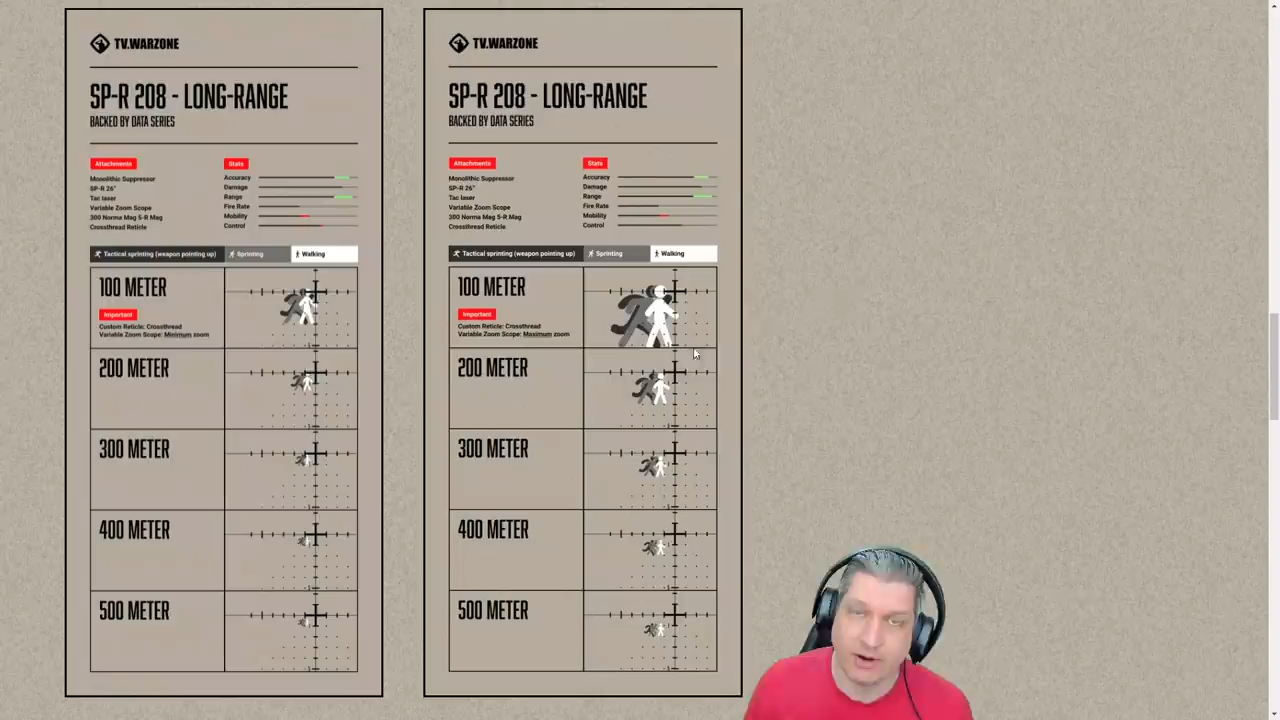 TV.WARZONE
SP-R 208 - LONG-RANGE
BACKED BY DATA SERIES
Attachments
Monolithic Suppressor
SP-R 26"
Tac laser
Variable Zoom Scope
300 Norma Mag 5-R Mag
Crossthread Reticle
Stats
Accuracy
Damage
Range
Fire Rate
Mobility
Control
Tactical sprinting (weapon pointing up)
Sprinting
Walking
100 METER
Important
Custom Reticle: Crossthread
Variable Zoom Scope: Minimum zoom
200 METER
300 METER
400 METER
500 METER
TV.WARZONE
SP-R 208 - LONG-RANGE
BACKED BY DATA SERIES
Attachments
Monolithic Suppressor
SP-R 26"
Tac laser
Variable Zoom Scope
300 Norma Mag 5-R Mag
Crossthread Reticle
Stats
Accuracy
Damage
Range
Fire Rate
Mobility
Control
Tactical sprinting (weapon pointing up)
Sprinting
Walking
100 METER
Important
Custom Reticle: Crossthread
Variable Zoom Scope: Maximum zoom
200 METER
300 METER
400 METER
500 METER